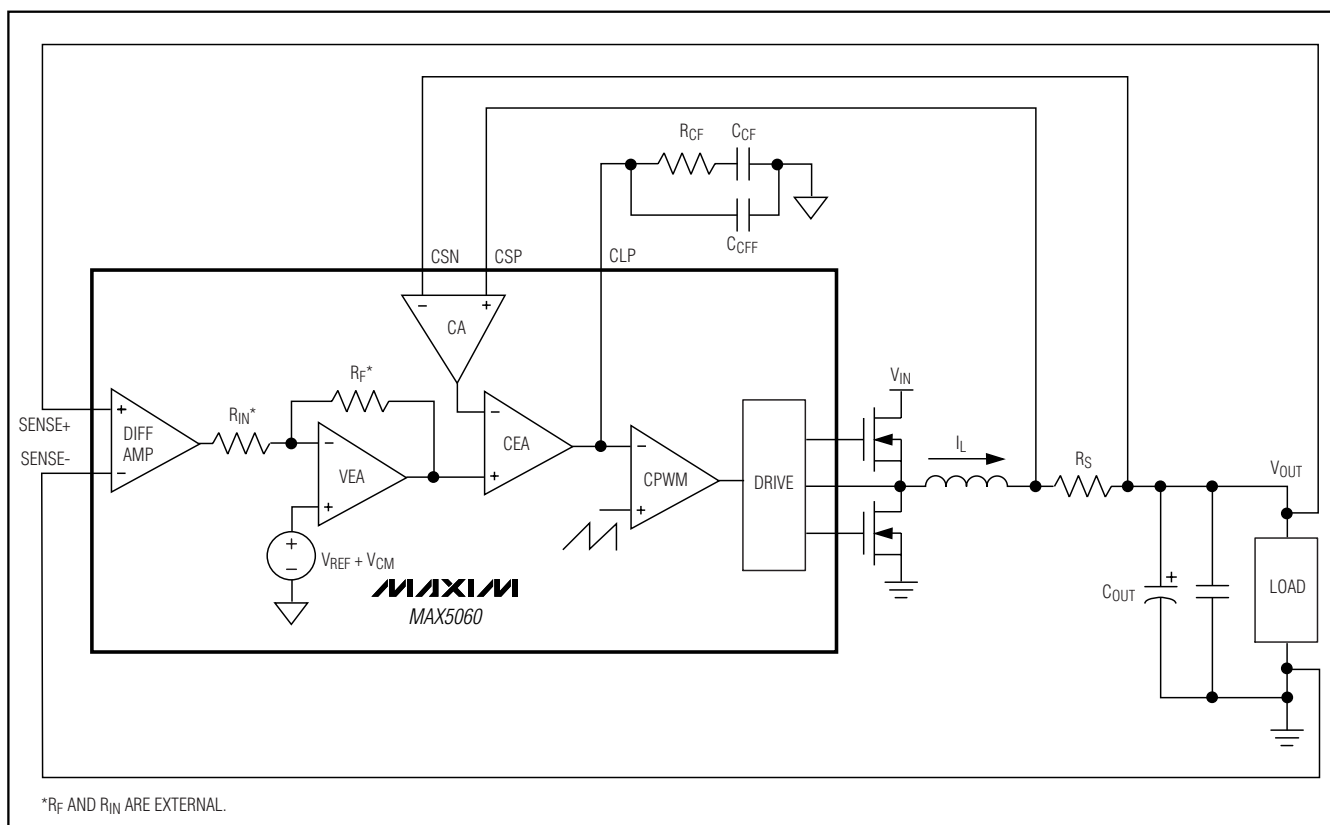 R_CF C_CF
C_CFF
CSN CSP CLP
- +
CA
R_F*
V_IN
SENSE+
SENSE-
+
-
DIFF
AMP
R_IN*
-
VEA
+
-
CEA
+
-
CPWM
+
DRIVE
I_L
R_S
V_OUT
+
-
V_REF + V_CM
MAXIM
MAX5060
C_OUT
+
LOAD
*R_F AND R_IN ARE EXTERNAL.